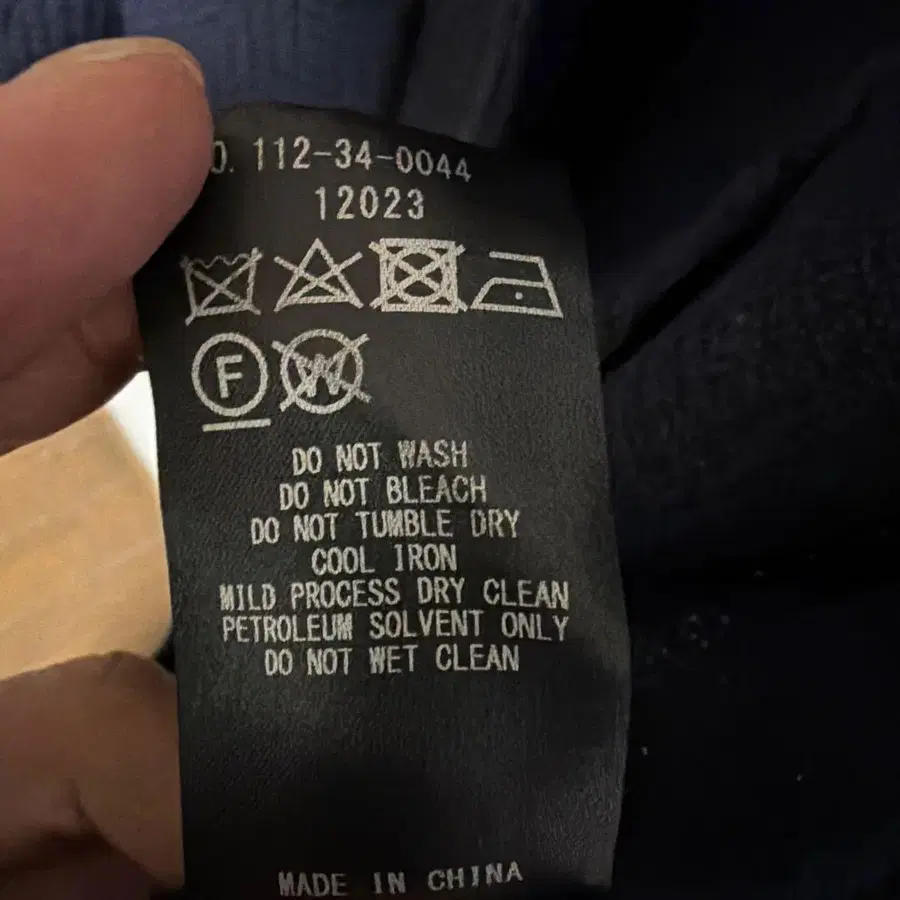 0. 112-34-0044
12023
F W
DO NOT WASH
DO NOT BLEACH
DO NOT TUMBLE DRY
COOL IRON
MILD PROCESS DRY CLEAN
PETROLEUM SOLVENT ONLY
DO NOT WET CLEAN
MADE IN CHINA